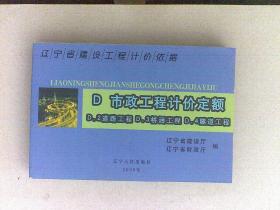 辽宁省建设工程计价依据
LIAONINGSHENGJIANSHEGONGCHENGJIJIAYIJU
D 市政工程计价定额
D.2道路工程 D.3桥涵工程 D.4隧道工程
辽宁省建设厅
辽宁省财政厅 编
辽宁人民出版社